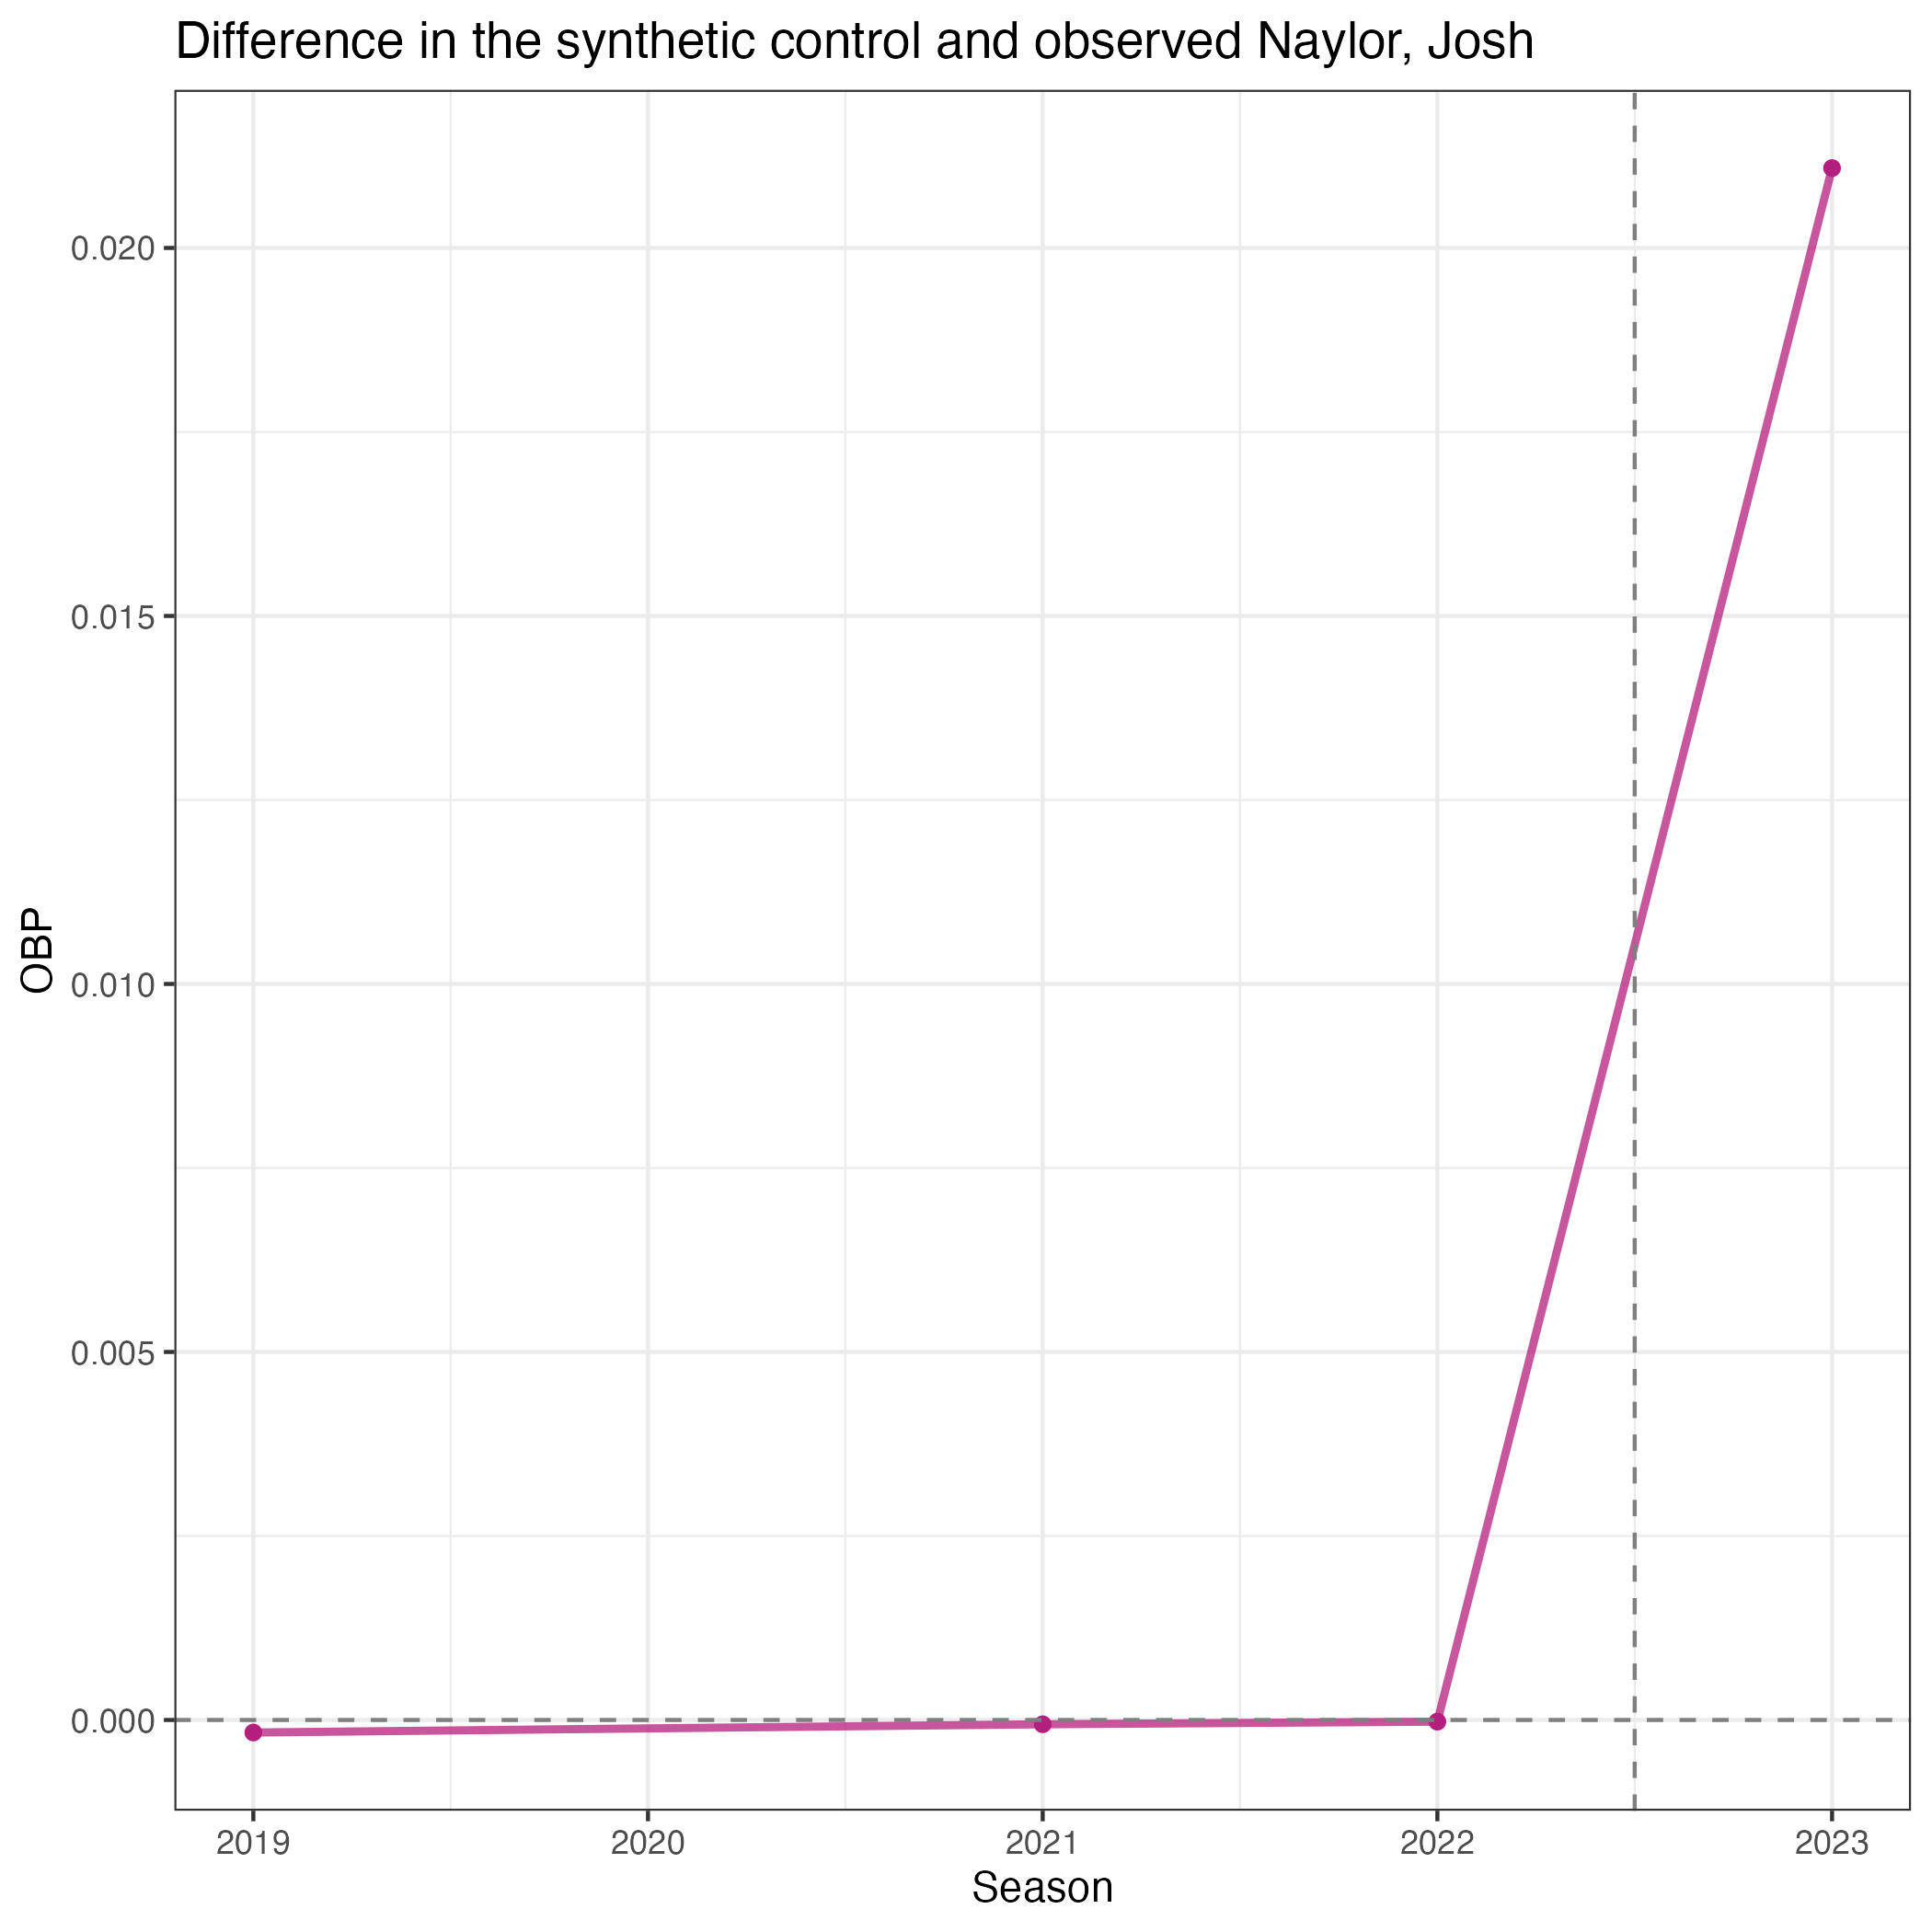 Difference in the synthetic control and observed Naylor, Josh
OBP
0.020
0.015
0.010
0.005
0.000
2019 2020 2021 2022 2023
Season